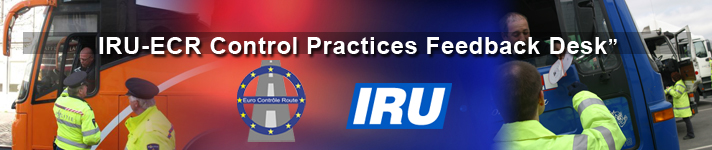 IRU-ECR Control Practices Feedback Desk”
Euro Contrôle Route
IRU